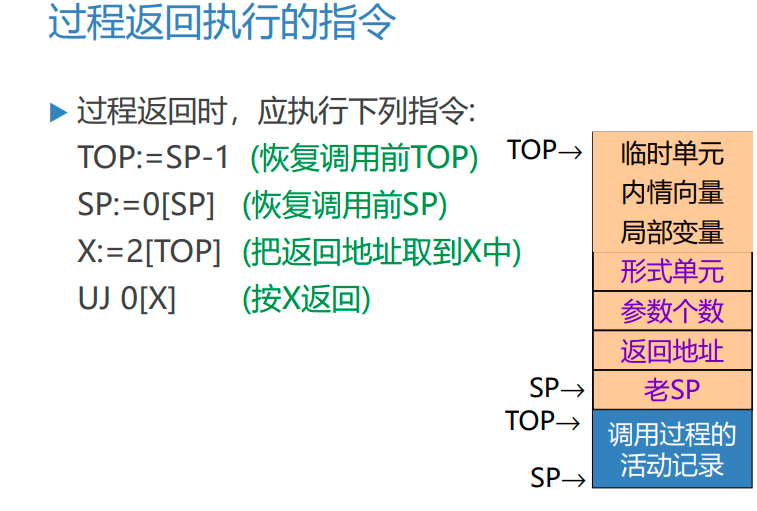 过程返回执行的指令
过程返回时，应执行下列指令:
TOP:=SP-1 (恢复调用前TOP)
SP:=0[SP] (恢复调用前SP)
X:=2[TOP] (把返回地址取到X中)
UJ 0[X] (按X返回)
TOP→
临时单元
内情向量
局部变量
形式单元
参数个数
返回地址
SP→
老SP
TOP→
调用过程的
活动记录
SP→